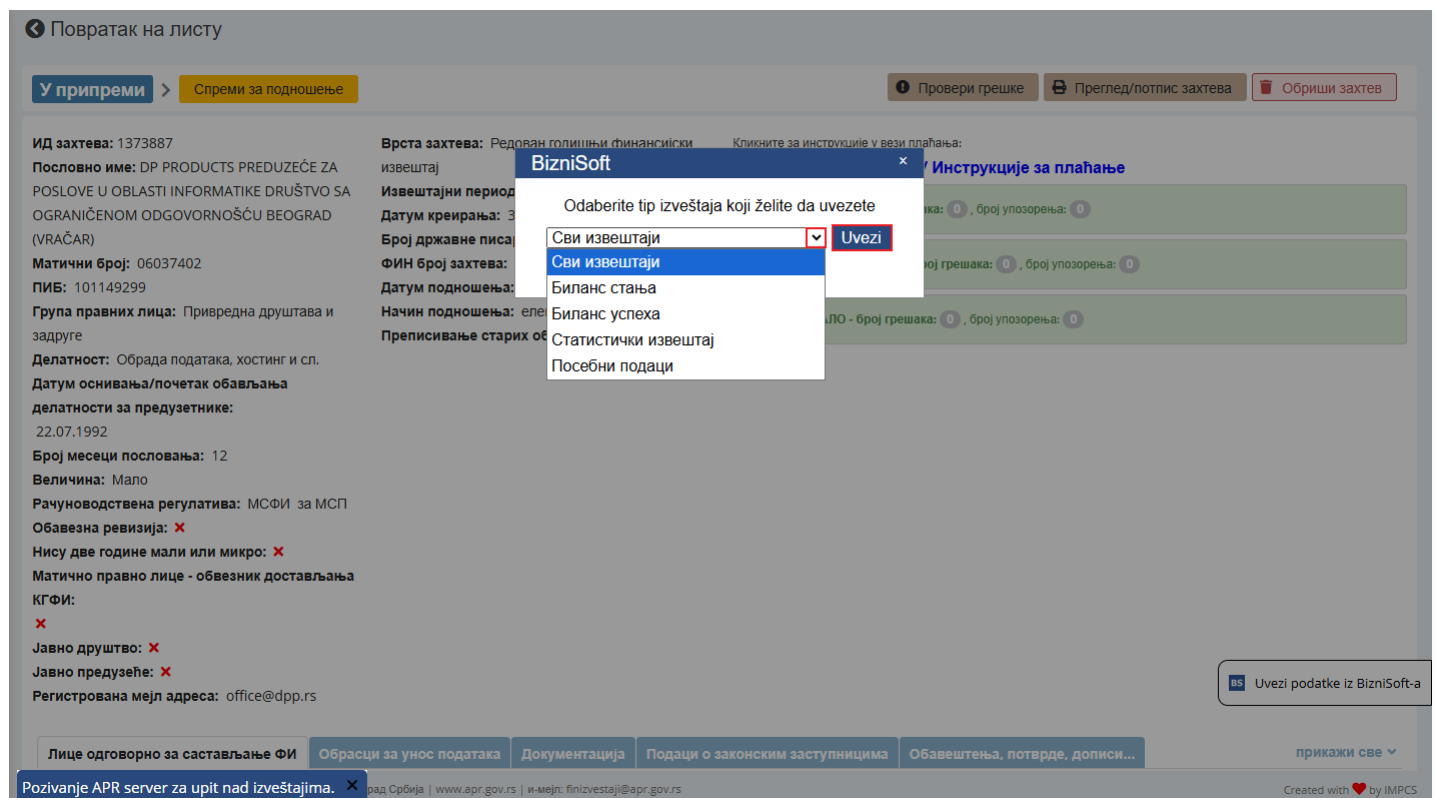 Повратак на листу
У припреми > Спреми за подношење
Провери грешке
Преглед/потпис захтева
Обриши захтев
ИД захтева: 1373887
Пословно име: DP PRODUCTS PREDUZEĆE ZA
POSLOVE U OBLASTI INFORMATIKE DRUŠTVO SA
OGRANIČENOM ODGOVORNOŠĆU BEOGRAD
(VRAČAR)
Матични број: 06037402
ПИБ: 101149299
Група правних лица: Привредна друштава и
задруге
Делатност: Обрада података, хостинг и сл.
Датум оснивања/почетак обављања
делатности за предузетнике:
22.07.1992
Број месеци пословања: 12
Величина: Мало
Рачуноводствена регулатива: МСФИ за МСП
Обавезна ревизија:
Нису две године мали или микро:
Матично правно лице - обвезник достављања
КГФИ:
Јавно друштво:
Јавно предузеће:
Регистрована мејл адреса: office@dpp.rs
Врста захтева: Редован годишњи финансијски
извештај
Извештајни период
Датум креирања: 3
Број државне
ФИН број захтева:
Датум подношења:
Начин подношења:
Преписивање старих
Кликните за инструкције у вези плаћања:
/ Инструкције за плаћање
0 , број упозорења: 0
број грешака: 0 , број упозорења: 0
- број грешака: 0 , број упозорења: 0
BizniSoft ×
Odaberite tip izveštaja koji želite da uvezete
Сви извештаји Uvezi
Сви извештаји
Биланс стања
Биланс успеха
Статистички извештај
Посебни подаци
BS Uvezi podatke iz BizniSoft-a
Лице одговорно за састављање ФИ
Обрасци за унос података
Документација
Подаци о законским заступницима
Обавештења, потврде, дописи...
прикажи све
Pozivanje APR server za upit nad izveštajima. ×
рад Србија | www.apr.gov.rs | и-мејл: finizvestaji@apr.gov.rs
Created with ❤ by IMPCS